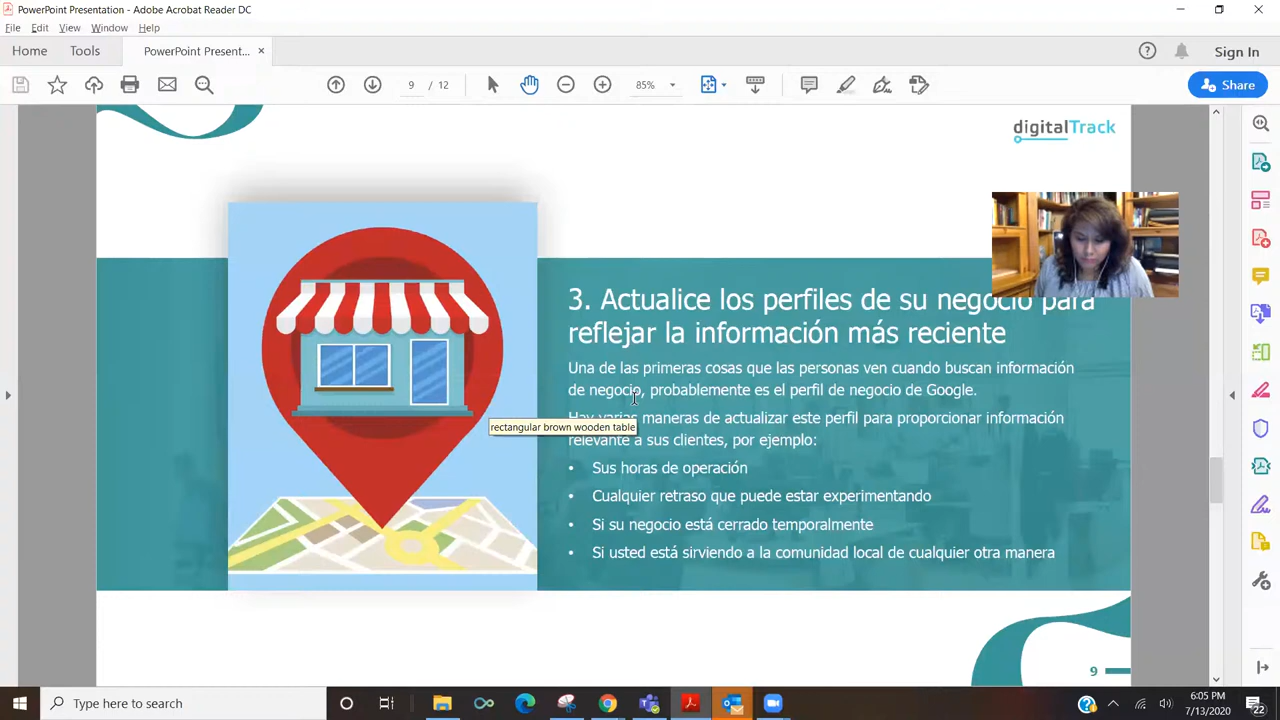 PowerPoint Presentation - Adobe Acrobat Reader DC
File Edit View Window Help
Home Tools PowerPoint Present... × Sign In
9 / 12 85% Share
digitalTrack
3. Actualice los perfiles de su negocio para
reflejar la información más reciente
Una de las primeras cosas que las personas ven cuando buscan información
de negocio, probablemente es el perfil de negocio de Google.
Hay varias maneras de actualizar este perfil para proporcionar información
rectangular brown wooden table
relevante a sus clientes, por ejemplo:
• Sus horas de operación
• Cualquier retraso que puede estar experimentando
• Si su negocio está cerrado temporalmente
• Si usted está sirviendo a la comunidad local de cualquier otra manera
9
Type here to search
6:05 PM
7/13/2020
22